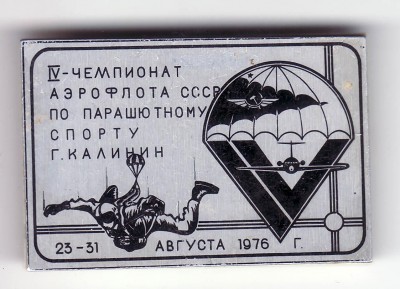 IV-ЧЕМПИОНАТ
АЭРОФЛОТА СССР
ПО ПАРАШЮТНОМУ
СПОРТУ
Г. КАЛИНИН
23-31 АВГУСТА 1976 Г.